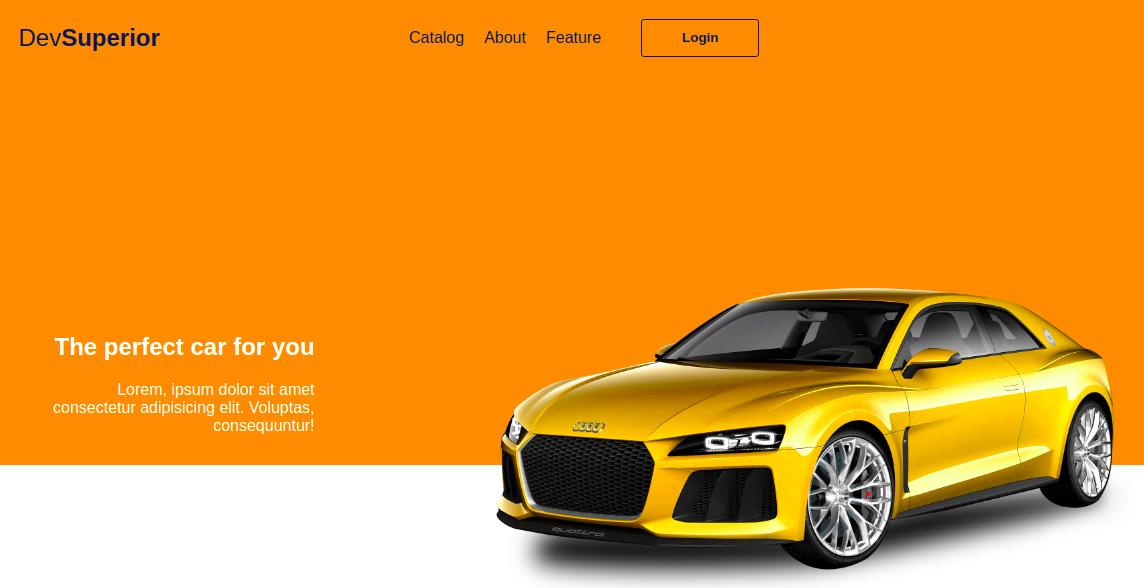 DevSuperior
Catalog
About
Feature
Login
The perfect car for you
Lorem, ipsum dolor sit amet
consectetur adipisicing elit. Voluptas,
consequuntur!
quattro